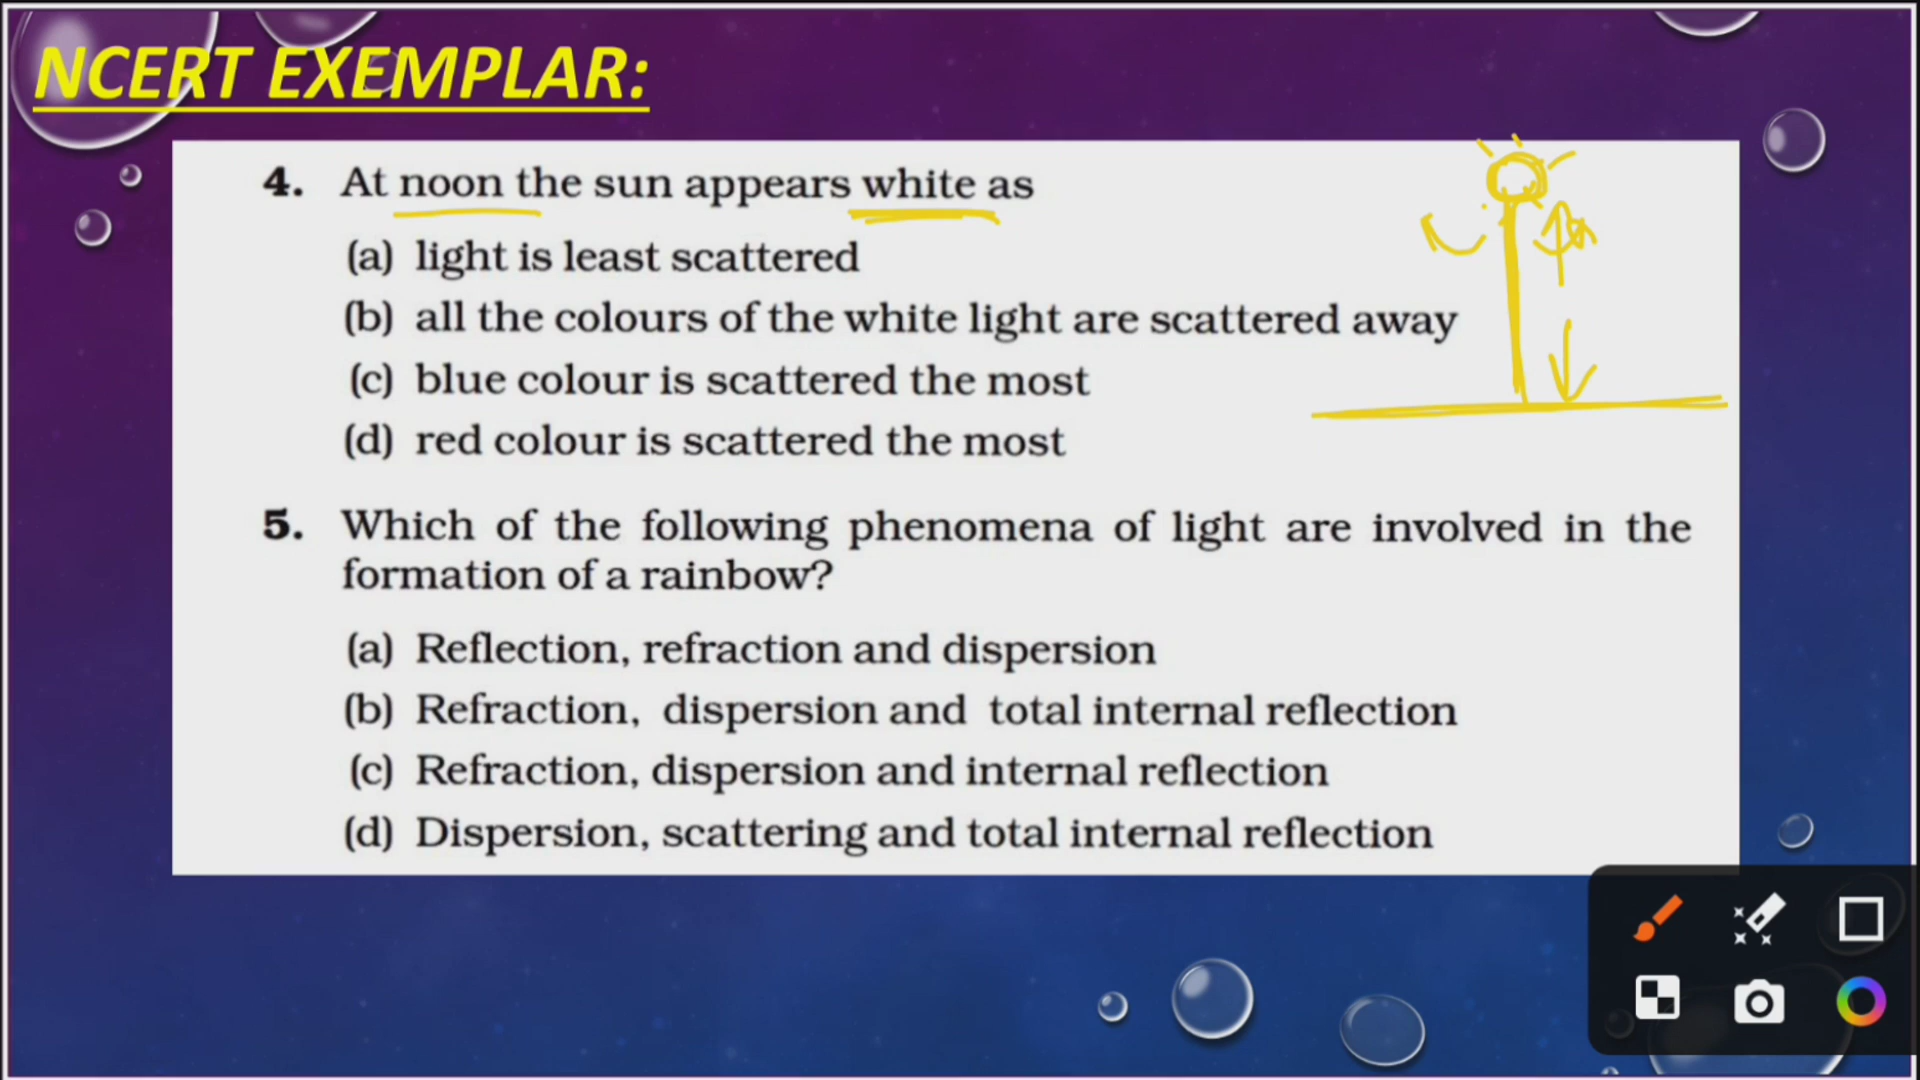 NCERT EXEMPLAR:
4. At noon the sun appears white as
(a) light is least scattered
(b) all the colours of the white light are scattered away
(c) blue colour is scattered the most
(d) red colour is scattered the most
5. Which of the following phenomena of light are involved in the
formation of a rainbow?
(a) Reflection, refraction and dispersion
(b) Refraction, dispersion and total internal reflection
(c) Refraction, dispersion and internal reflection
(d) Dispersion, scattering and total internal reflection